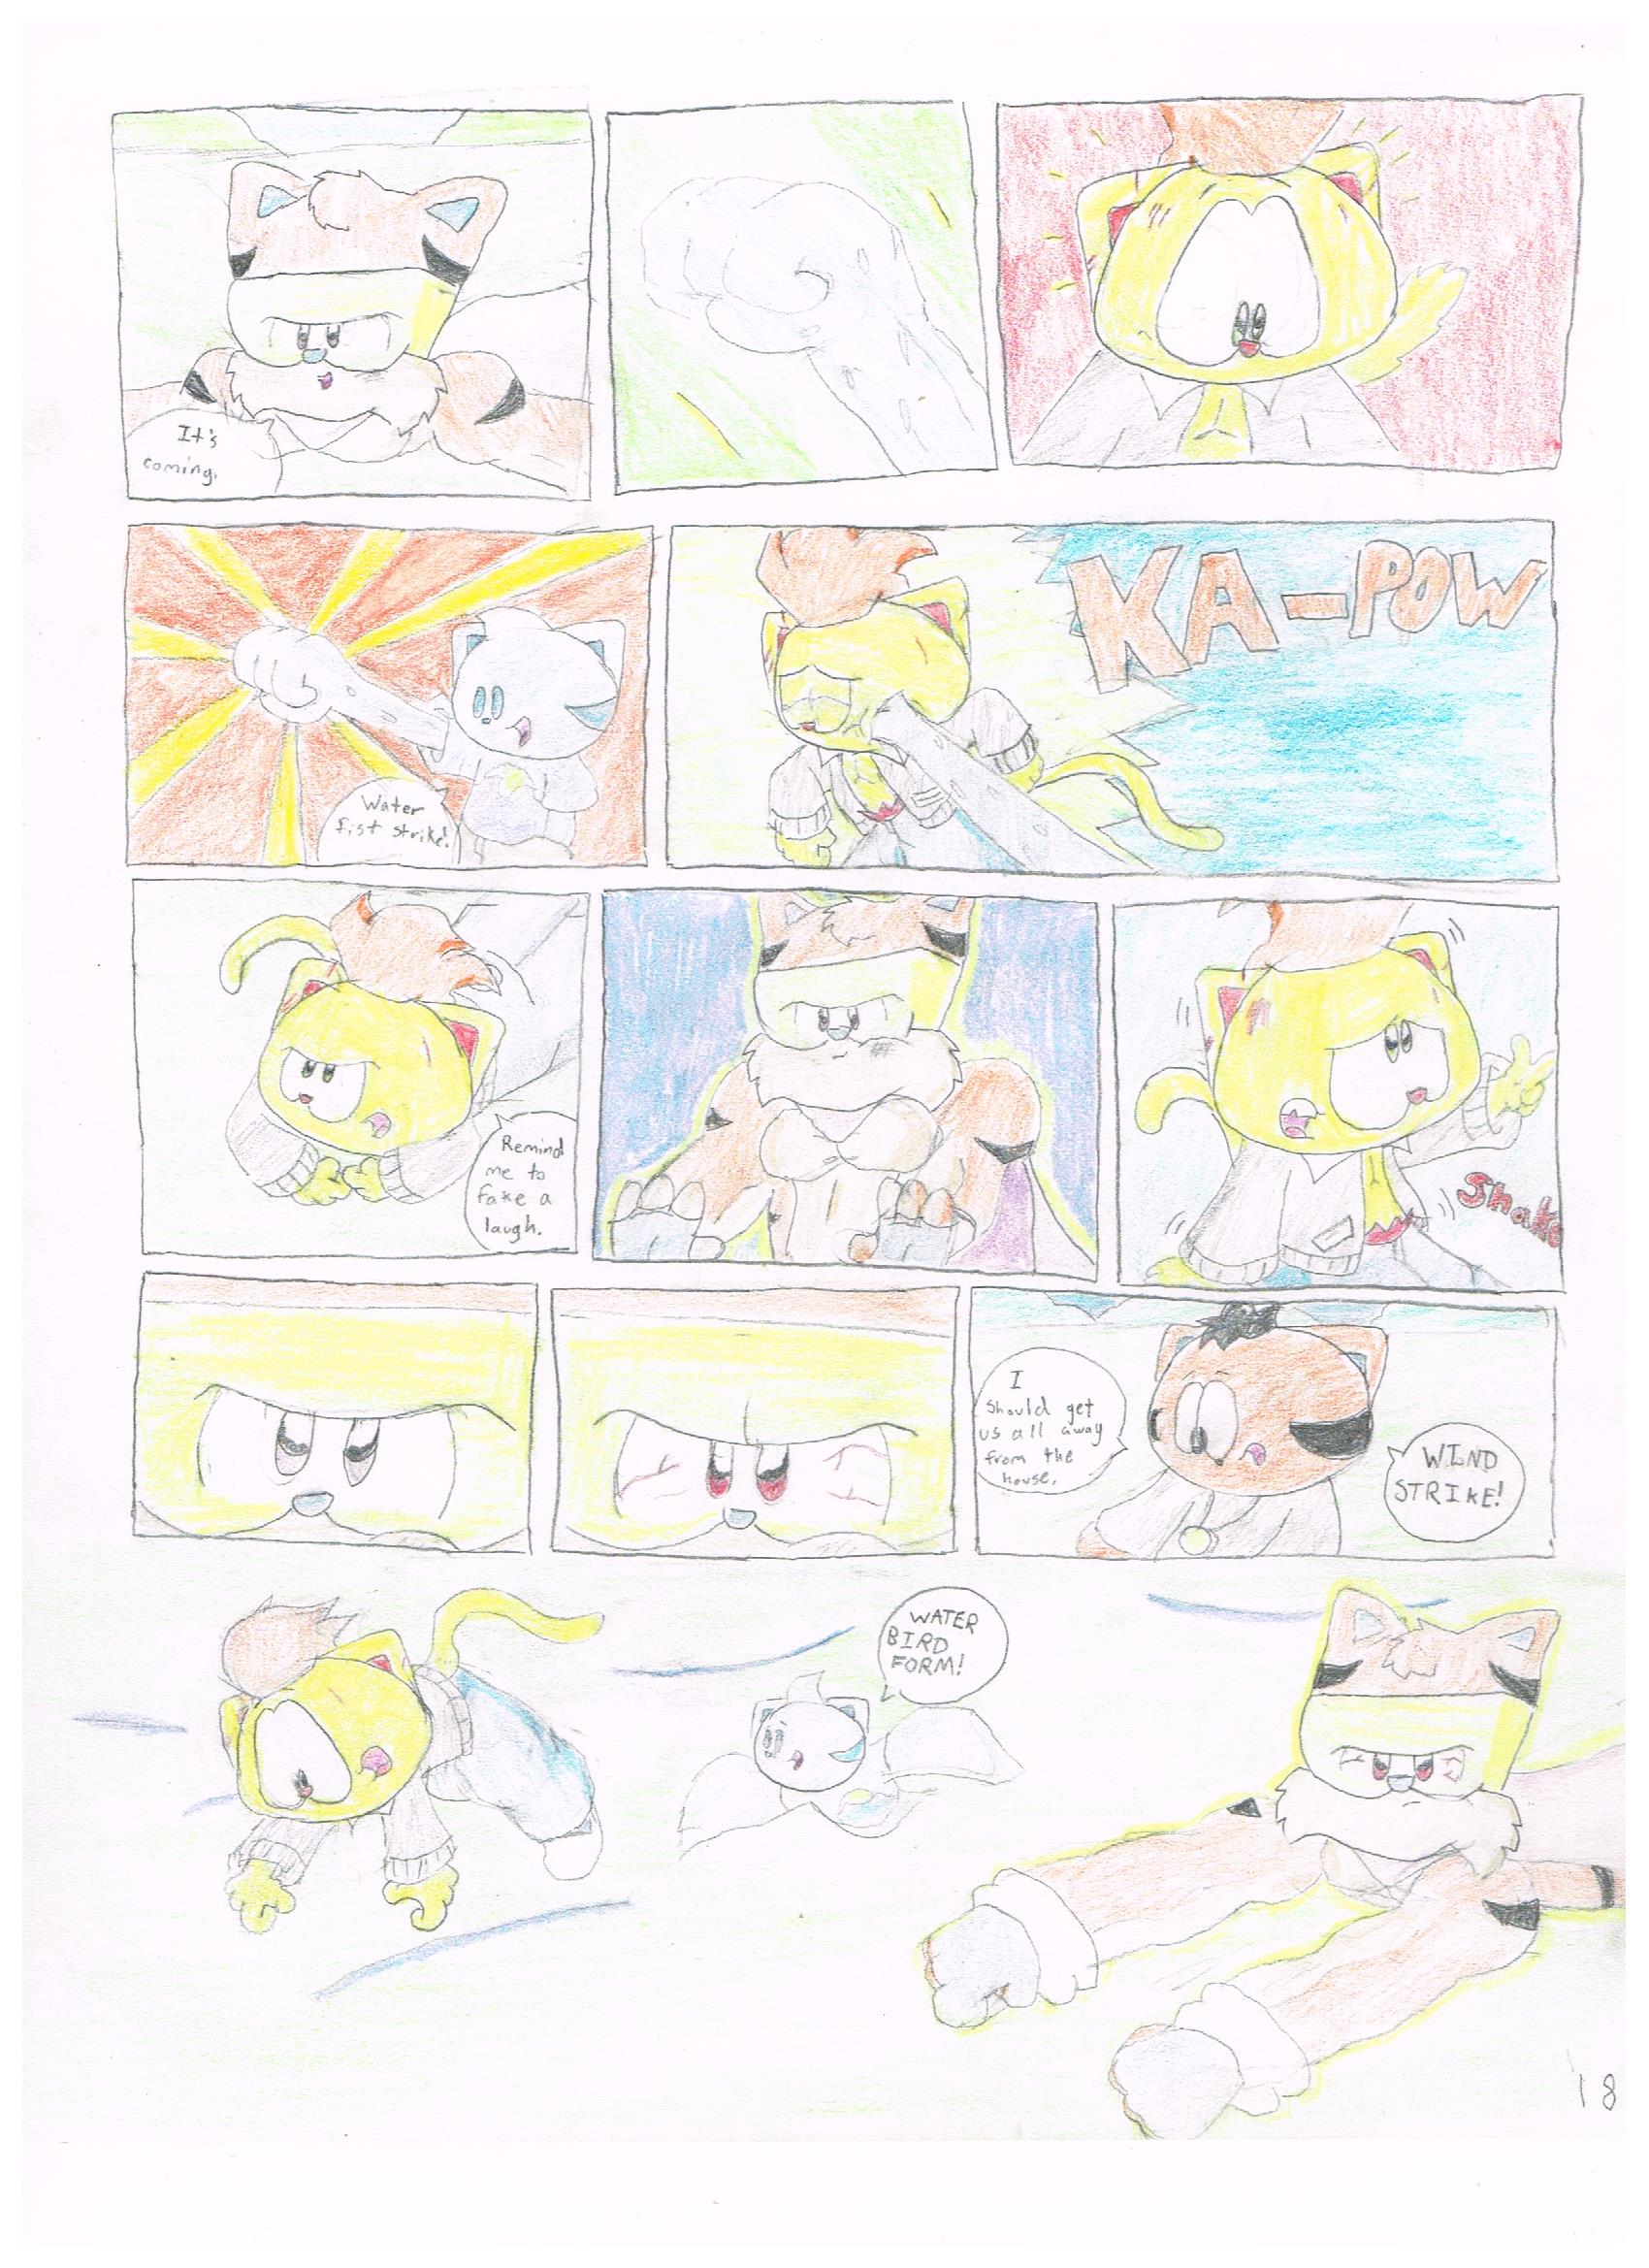 It's
coming.
Water
fist strike!
KA-POW
Remind
me to
fake a
laugh.
Shake
I
should get
us all away
from the
house.
WIND
STRIKE!
WATER
BIRD
FORM!
18